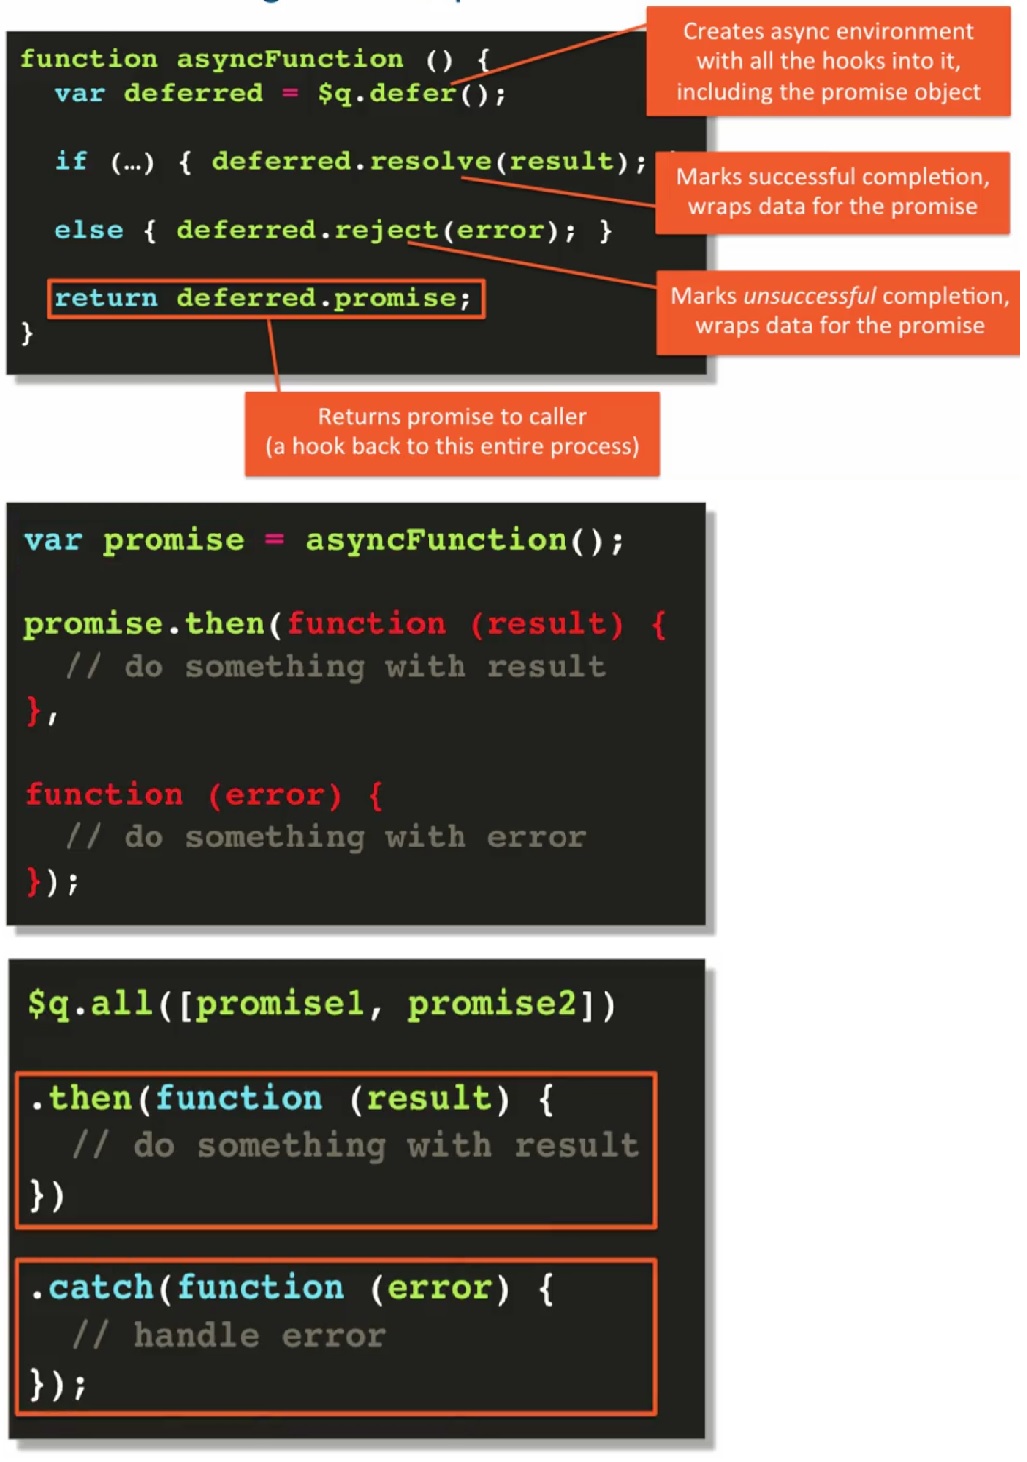 function asyncFunction () {
Creates async environment
with all the hooks into it,
including the promise object
var deferred = $q.defer();
if (…) { deferred.resolve(result);
Marks successful completion,
wraps data for the promise
else { deferred.reject(error); }
Marks unsuccessful completion,
wraps data for the promise
return deferred.promise;
}
Returns promise to caller
(a hook back to this entire process)
var promise = asyncFunction();
promise.then(function (result) {
// do something with result
},
function (error) {
// do something with error
});
$q.all([promise1, promise2])
.then(function (result) {
// do something with result
})
.catch(function (error) {
// handle error
});